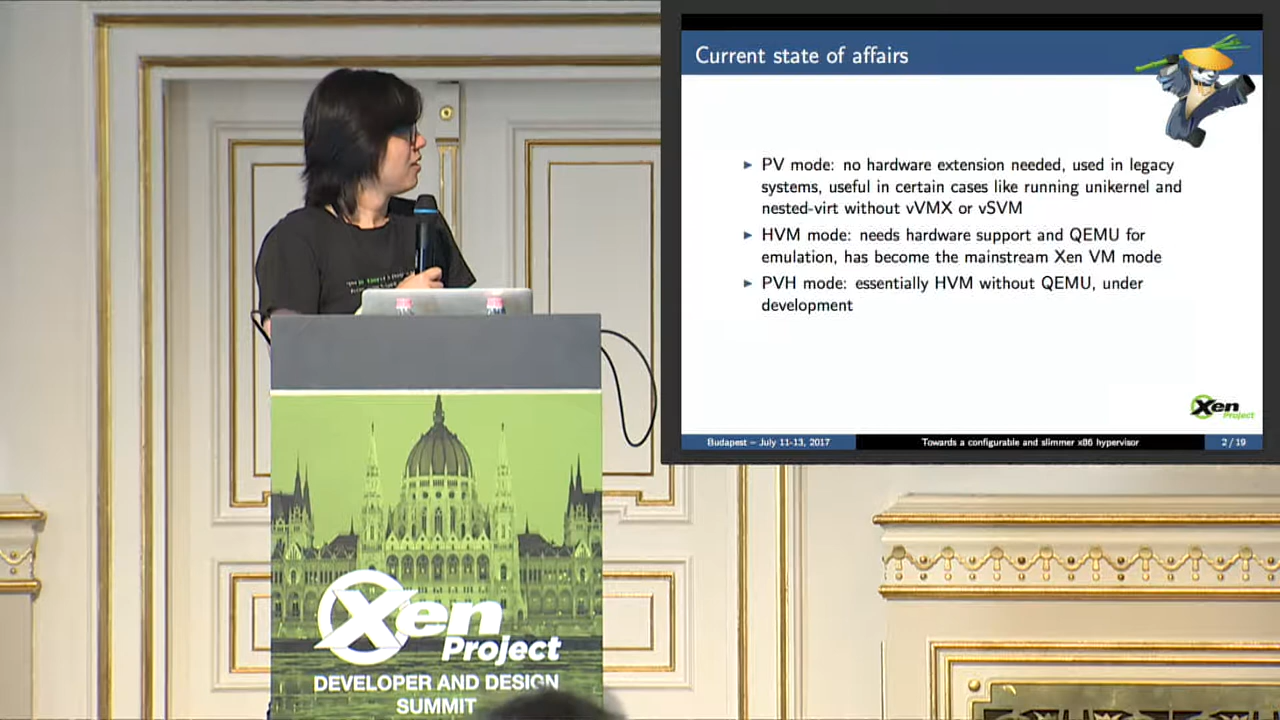 Current state of affairs
▶ PV mode: no hardware extension needed, used in legacy
systems, useful in certain cases like running unikernel and
nested-virt without vVMX or vSVM
▶ HVM mode: needs hardware support and QEMU for
emulation, has become the mainstream Xen VM mode
▶ PVH mode: essentially HVM without QEMU, under
development
Xen
Project
Budapest – July 11-13, 2017
Towards a configurable and slimmer x86 hypervisor
2 / 19
Xen
Project
DEVELOPER AND DESIGN
SUMMIT